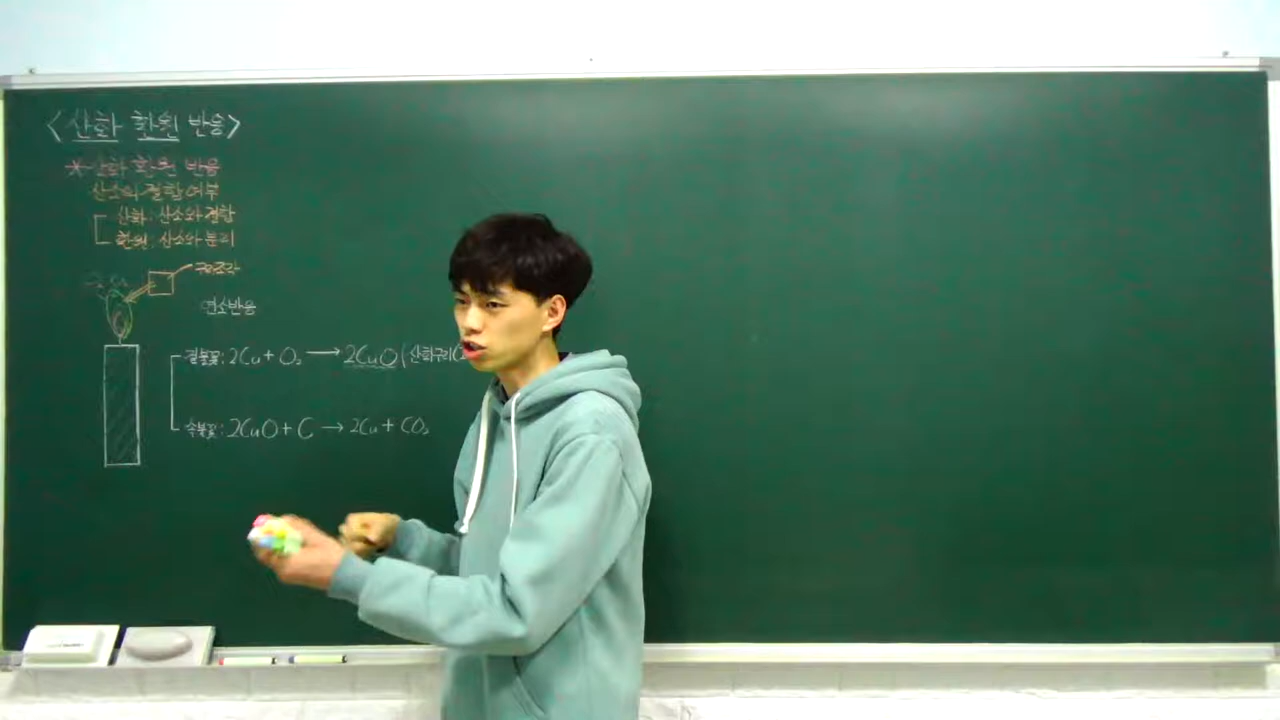 <산화 환원 반응>
*산화 환원 반응
산소의 결합 여부
산화: 산소와 결합
환원: 산소와 분리
구리조각
연소반응
겉불꽃: 2Cu + O₂ → 2CuO (산화구리(
속불꽃: 2CuO + C → 2Cu + CO₂